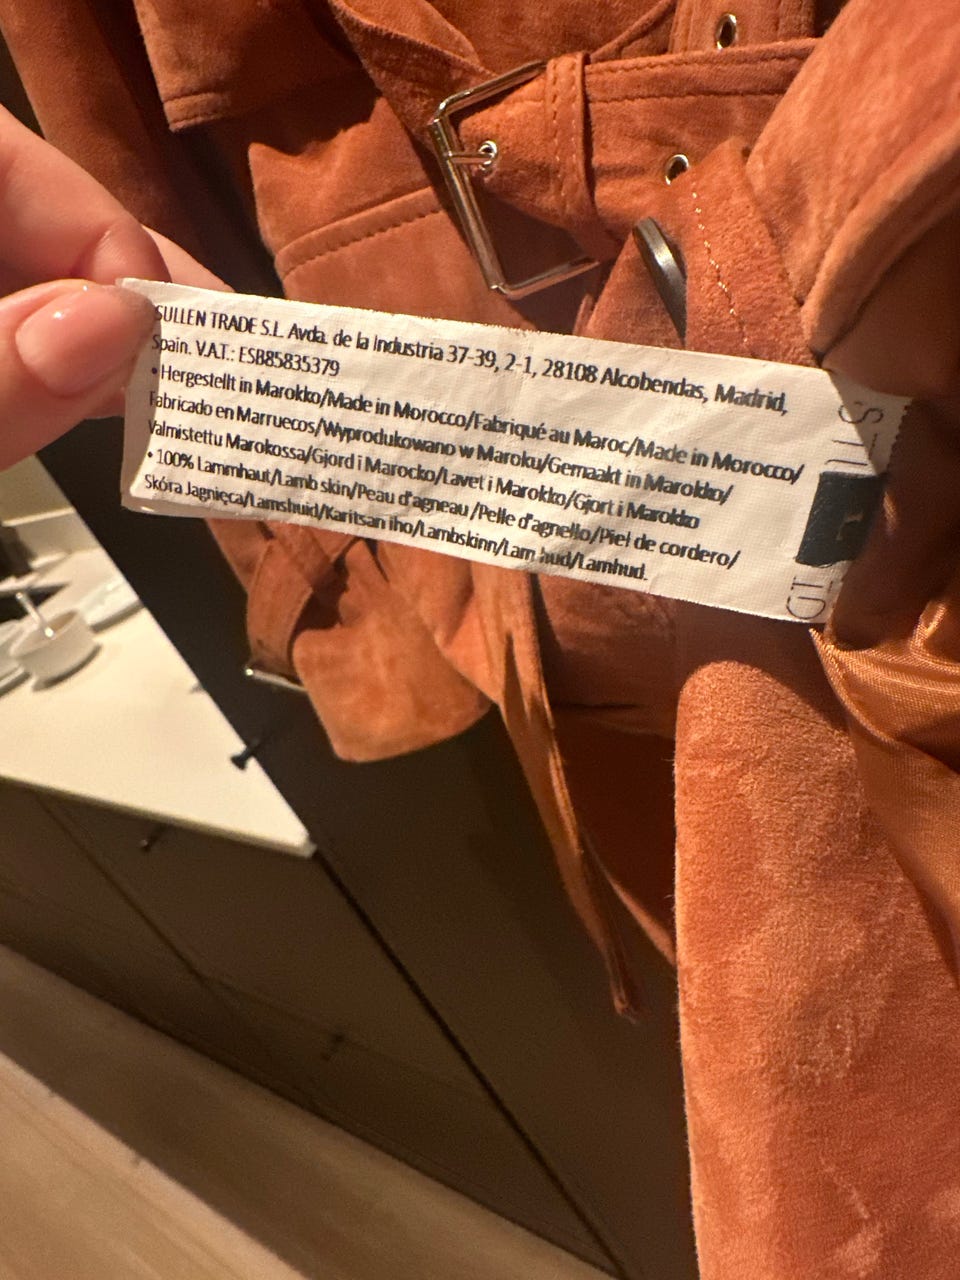 SULLEN TRADE S.L. Avda. de la Industria 37-39, 2-1, 28108 Alcobendas, Madrid,
Spain. V.A.T.: ESB85835379
• Hergestellt in Marokko/Made in Morocco/Fabriqué au Maroc/Made in Morocco/
Fabricado en Marruecos/Wyprodukowano w Maroku/Gemaakt in Marokko/
Valmistettu Marokossa/Gjord i Marocko/Lavet i Marokko/Gjort i Marokko
• 100% Lammhaut/Lamb skin/Peau d'agneau /Pelle d'agnello/Piel de cordero/
Skóra Jagnięca/Lamshuid/Karitsan iho/Lambskinn/Lam hud/Lamhud.
L